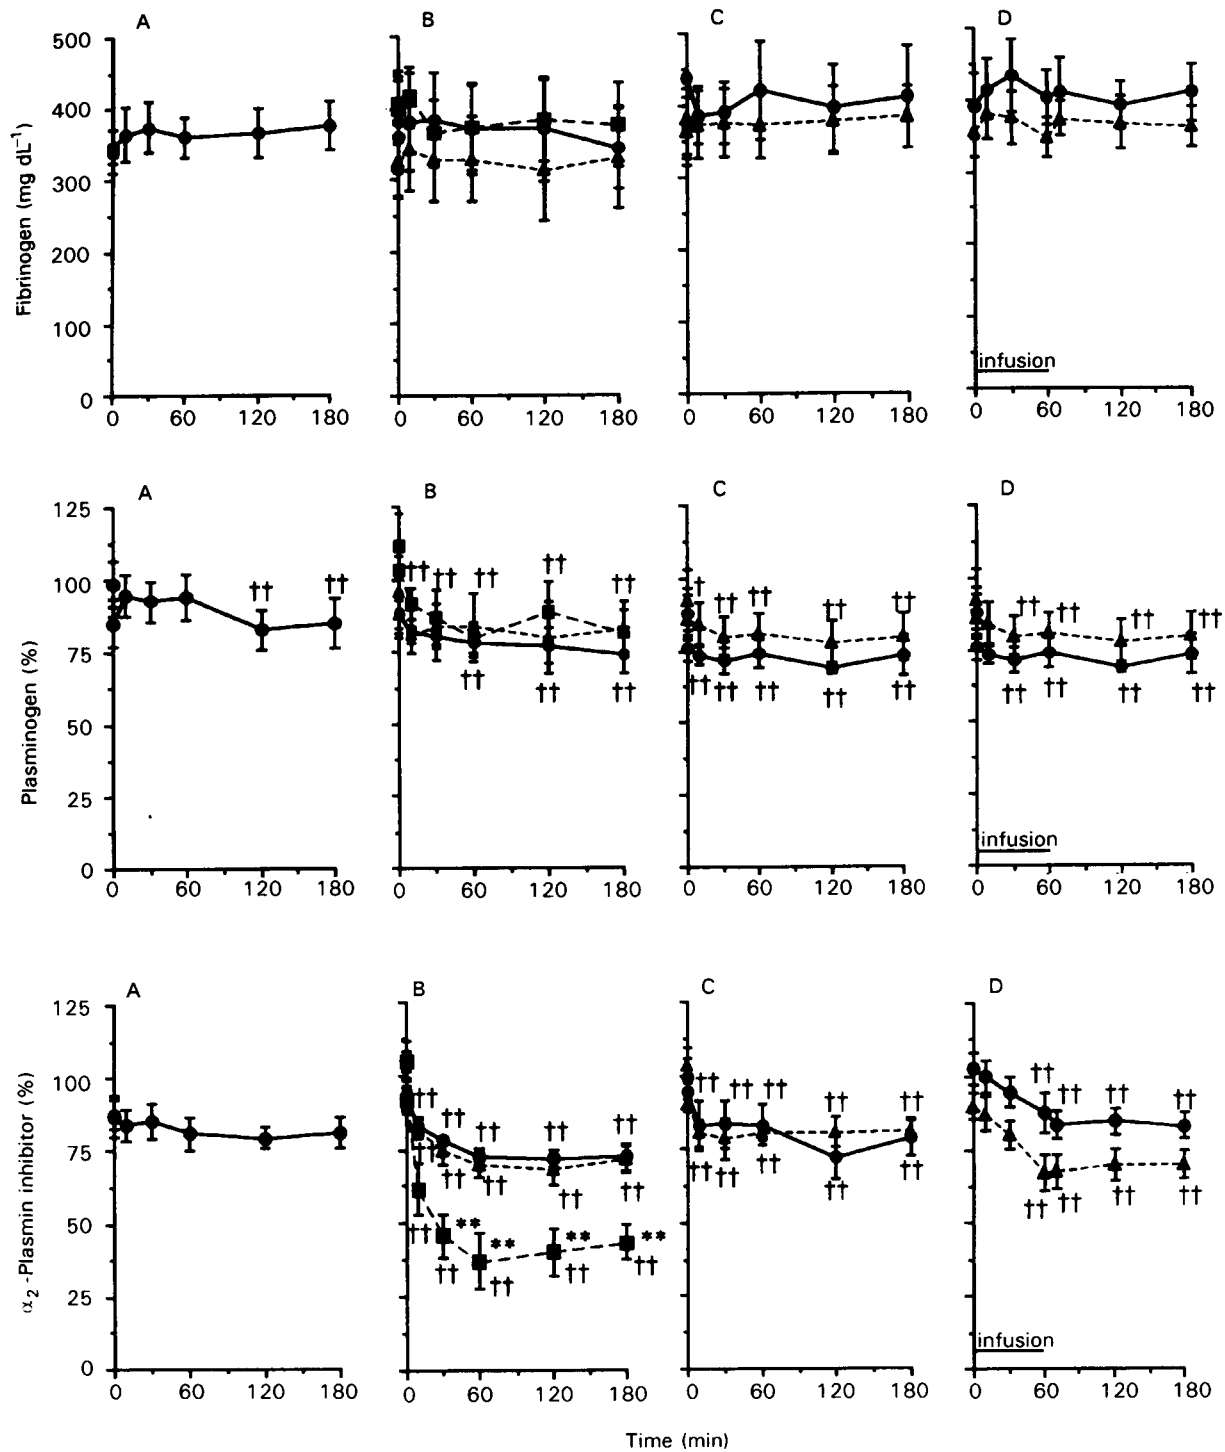 A B C D
Fibrinogen (mg dL⁻¹)
500
400
300
200
100
0
0 60 120 180
0 60 120 180
0 60 120 180
infusion
0 60 120 180
A B C D
Plasminogen (%)
125
100
75
50
25
0
†† ††
0 60 120 180
†† †† †† †† ††
†† †† ††
0 60 120 180
† †† †† †† ††
†† †† †† †† ††
0 60 120 180
†† †† †† ††
†† †† †† ††
infusion
0 60 120 180
A B C D
α₂-Plasmin inhibitor (%)
125
100
75
50
25
0
0 60 120 180
†† †† †† †† ††
†† †† †† †† ††
** ** ** **
†† †† †† †† ††
0 60 120 180
†† †† †† †† ††
†† †† †† †† ††
0 60 120 180
†† †† †† ††
†† †† †† ††
infusion
0 60 120 180
Time (min)